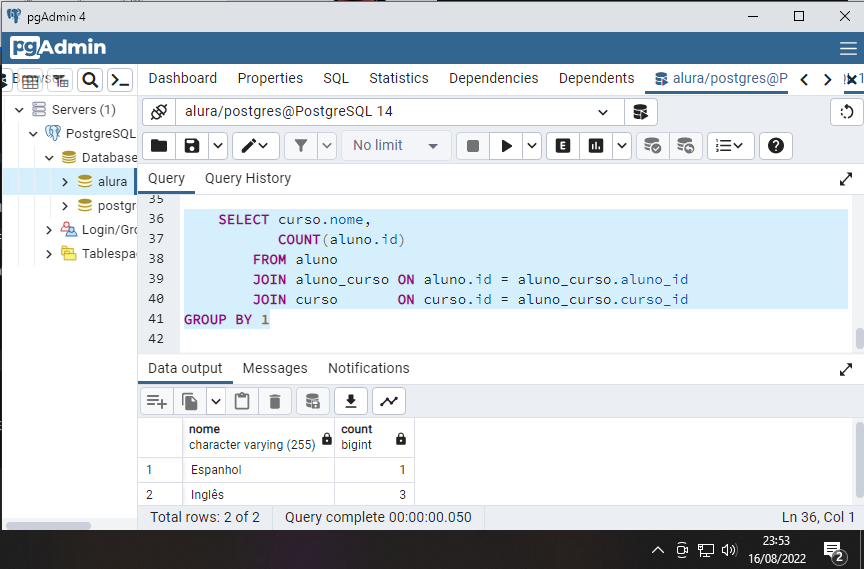 pgAdmin 4
pgAdmin
Dashboard Properties SQL Statistics Dependencies Dependents alura/postgres@P
Servers (1)
PostgreSQL
Database
alura
postgr
Login/Gro
Tablespa
alura/postgres@PostgreSQL 14
No limit
E
Query Query History
35
36 SELECT curso.nome,
37 COUNT(aluno.id)
38 FROM aluno
39 JOIN aluno_curso ON aluno.id = aluno_curso.aluno_id
40 JOIN curso ON curso.id = aluno_curso.curso_id
41 GROUP BY 1
42
Data output Messages Notifications
nome count
character varying (255) bigint
1 Espanhol 1
2 Inglês 3
Total rows: 2 of 2 Query complete 00:00:00.050 Ln 36, Col 1
23:53
16/08/2022
2